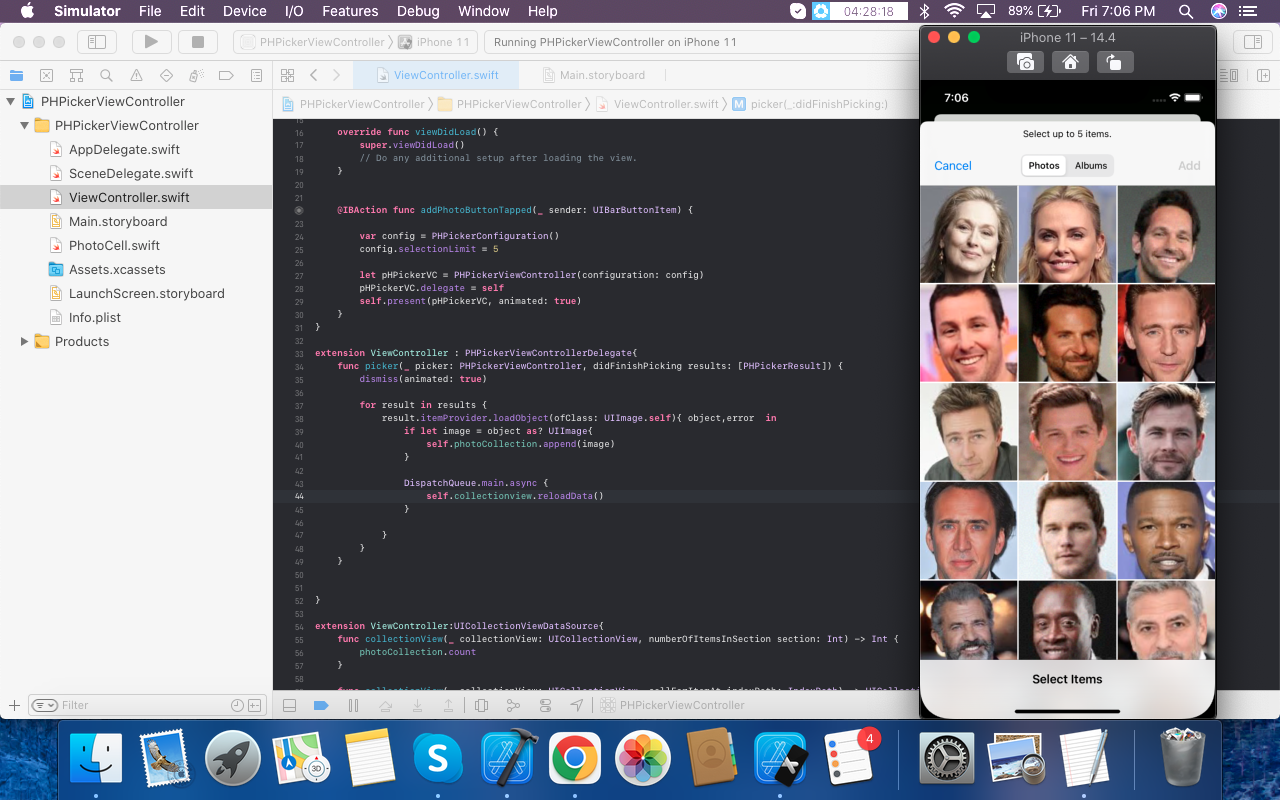 Simulator File Edit Device I/O Features Debug Window Help 04:28:18 89% Fri 7:06 PM
PHPickerViewController iPhone 11 Running PHPickerViewController on iPhone 11
ViewController.swift Main.storyboard
PHPickerViewController PHPickerViewController ViewController.swift M picker(_:didFinishPicking:)
PHPickerViewController
PHPickerViewController
AppDelegate.swift
SceneDelegate.swift
ViewController.swift
Main.storyboard
PhotoCell.swift
Assets.xcassets
LaunchScreen.storyboard
Info.plist
Products
Filter
15
16 override func viewDidLoad() {
17 super.viewDidLoad()
18 // Do any additional setup after loading the view.
19 }
20
21
@IBAction func addPhotoButtonTapped(_ sender: UIBarButtonItem) {
23
24 var config = PHPickerConfiguration()
25 config.selectionLimit = 5
26
27 let pHPickerVC = PHPickerViewController(configuration: config)
28 pHPickerVC.delegate = self
29 self.present(pHPickerVC, animated: true)
30 }
31 }
32
33 extension ViewController : PHPickerViewControllerDelegate{
34 func picker(_ picker: PHPickerViewController, didFinishPicking results: [PHPickerResult]) {
35 dismiss(animated: true)
36
37 for result in results {
38 result.itemProvider.loadObject(ofClass: UIImage.self){ object,error in
39 if let image = object as? UIImage{
40 self.photoCollection.append(image)
41 }
42
43 DispatchQueue.main.async {
44 self.collectionview.reloadData()
45 }
46
47 }
48 }
49 }
50
51
52 }
53
54 extension ViewController:UICollectionViewDataSource{
55 func collectionView(_ collectionView: UICollectionView, numberOfItemsInSection section: Int) -> Int {
56 photoCollection.count
57 }
58
PHPickerViewController
iPhone 11 – 14.4
7:06
Select up to 5 items.
Cancel Photos Albums Add
Select Items
3D
4